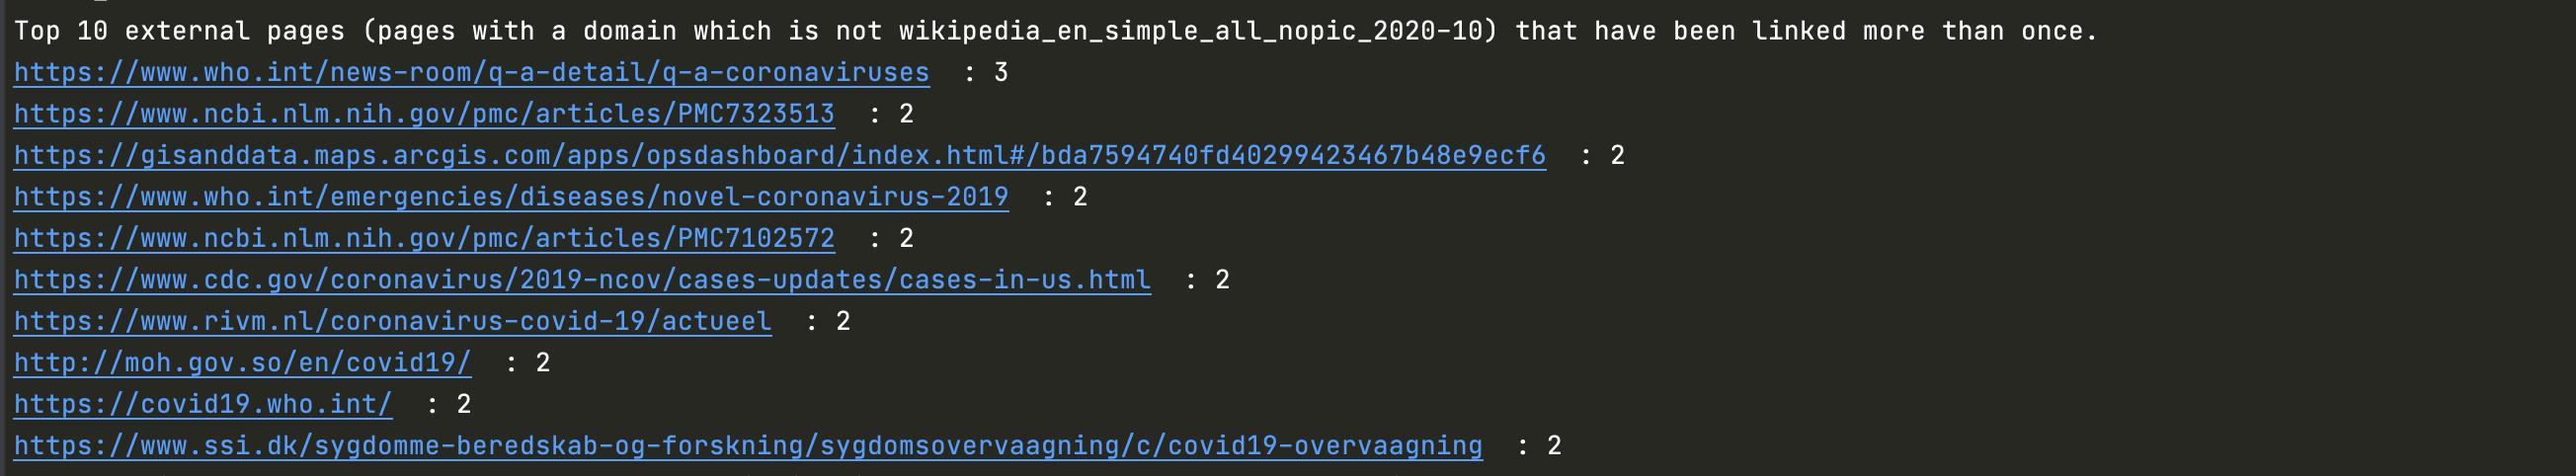 Top 10 external pages (pages with a domain which is not wikipedia_en_simple_all_nopic_2020-10) that have been linked more than once.
https://www.who.int/news-room/q-a-detail/q-a-coronaviruses : 3
https://www.ncbi.nlm.nih.gov/pmc/articles/PMC7323513 : 2
https://gisanddata.maps.arcgis.com/apps/opsdashboard/index.html#/bda7594740fd40299423467b48e9ecf6 : 2
https://www.who.int/emergencies/diseases/novel-coronavirus-2019 : 2
https://www.ncbi.nlm.nih.gov/pmc/articles/PMC7102572 : 2
https://www.cdc.gov/coronavirus/2019-ncov/cases-updates/cases-in-us.html : 2
https://www.rivm.nl/coronavirus-covid-19/actueel : 2
http://moh.gov.so/en/covid19/ : 2
https://covid19.who.int/ : 2
https://www.ssi.dk/sygdomme-beredskab-og-forskning/sygdomsovervaagning/c/covid19-overvaagning : 2